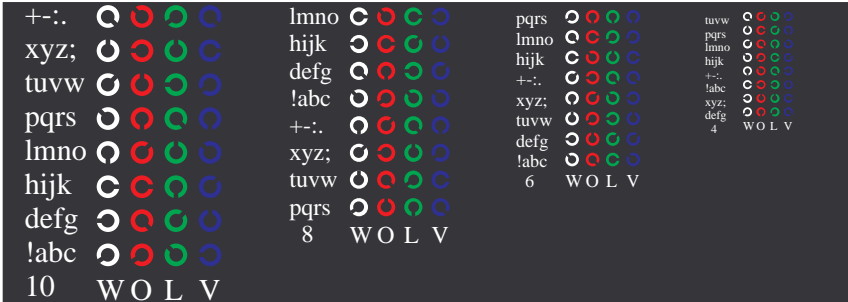 +-:.
xyz;
tuvw
pqrs
lmno
hijk
defg
!abc
10 W O L V
lmno
hijk
defg
!abc
+-:.
xyz;
tuvw
pqrs
8 W O L V
pqrs
lmno
hijk
+-:.
xyz;
tuvw
defg
!abc
6 W O L V
tuvw
pqrs
lmno
hijk
+-:.
!abc
xyz;
defg
4 W O L V